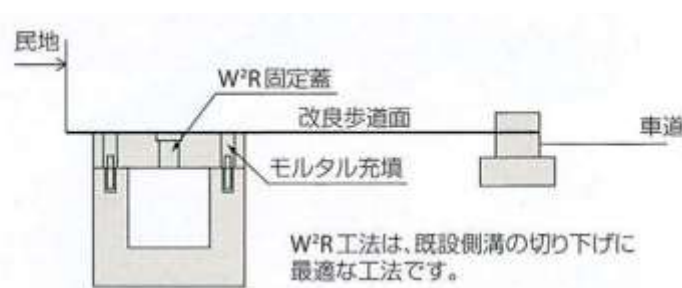 民地
W²R固定蓋
改良歩道面
車道
モルタル充填
W²R工法は、既設側溝の切り下げに
最適な工法です。